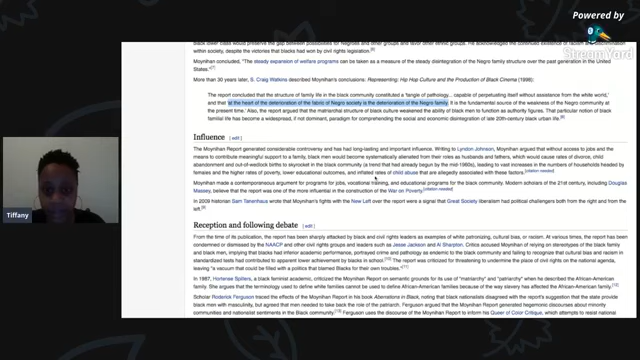 Powered by
StreamYard
within society, despite the victories that blacks had won by civil rights legislation.
Moynihan concluded, "The steady expansion of welfare programs can be taken as a measure of the steady disintegration of the Negro family structure over the past generation in the United
States."
More than 30 years later, S. Craig Watkins described Moynihan's conclusions: Representing: Hip Hop Culture and the Production of Black Cinema (1998):
The report concluded that the structure of family life in the black community constituted a 'tangle of pathology... capable of perpetuating itself without assistance from the white world,'
and that 'at the heart of the deterioration of the fabric of Negro society is the deterioration of the Negro family. It is the fundamental source of the weakness of the Negro community at
the present time.' Also, the report argued that the matriarchal structure of black culture weakened the ability of black men to function as authority figures. That particular notion of
black familial life has become a widespread, if not dominant, paradigm for comprehending the social and economic disintegration of late 20th-century black urban life.
Influence [edit]
The Moynihan Report generated considerable controversy and has had long-lasting and important influence. Writing to Lyndon Johnson, Moynihan argued that without access to jobs and the
means to contribute meaningful support to a family, black men would become systematically alienated from their roles as husbands and fathers, which would cause rates of divorce, child
abandonment and out-of-wedlock births to skyrocket in the black community (a trend that had already begun by the mid-1960s), leading to vast increases in the numbers of households headed by
females and the higher rates of poverty, lower educational outcomes, and inflated rates of child abuse that are allegedly associated with these factors.[citation needed]
Moynihan made a contemporaneous argument for programs for jobs, vocational training, and educational programs for the black community. Modern scholars of the 21st century, including Douglas
Massey, believe that the report was one of the more influential in the construction of the War on Poverty.[citation needed]
In 2009 historian Sam Tanenhaus wrote that Moynihan's fights with the New Left over the report were a signal that Great Society liberalism had political challengers both from the right and from the
left.
Reception and following debate [edit]
From the time of its publication, the report has been sharply attacked by black and civil rights leaders as examples of white patronizing, cultural bias, or racism. At various times, the report has been
condemned or dismissed by the NAACP and other civil rights groups and leaders such as Jesse Jackson and Al Sharpton. Critics accused Moynihan of relying on stereotypes of the black family
and black men, implying that blacks had inferior academic performance, portrayed crime and pathology as endemic to the black community and failing to recognize that cultural bias and racism in
standardized tests had contributed to apparent lower achievement by blacks in school. The report was criticized for threatening to undermine the place of civil rights on the national agenda,
leaving "a vacuum that could be filled with a politics that blamed Blacks for their own troubles."
In 1987, Hortense Spillers, a black feminist academic, criticized the Moynihan Report on semantic grounds for its use of "matriarchy" and "patriarchy" when he described the African-American
family. She argues that the terminology used to define white families cannot be used to define African-American families because of the way slavery has affected the African-American family.
Scholar Roderick Ferguson traced the effects of the Moynihan Report in his book Aberrations in Black, noting that black nationalists disagreed with the report's suggestion that the state provide
black men with masculinity, but agreed that men needed to take back the role of the patriarch. Ferguson argued that the Moynihan Report generated hegemonic discourses about minority
communities and nationalist sentiments in the Black community. Ferguson uses the discourse of the Moynihan Report to inform his Queer of Color Critique, which attempts to resist national
Tiffany